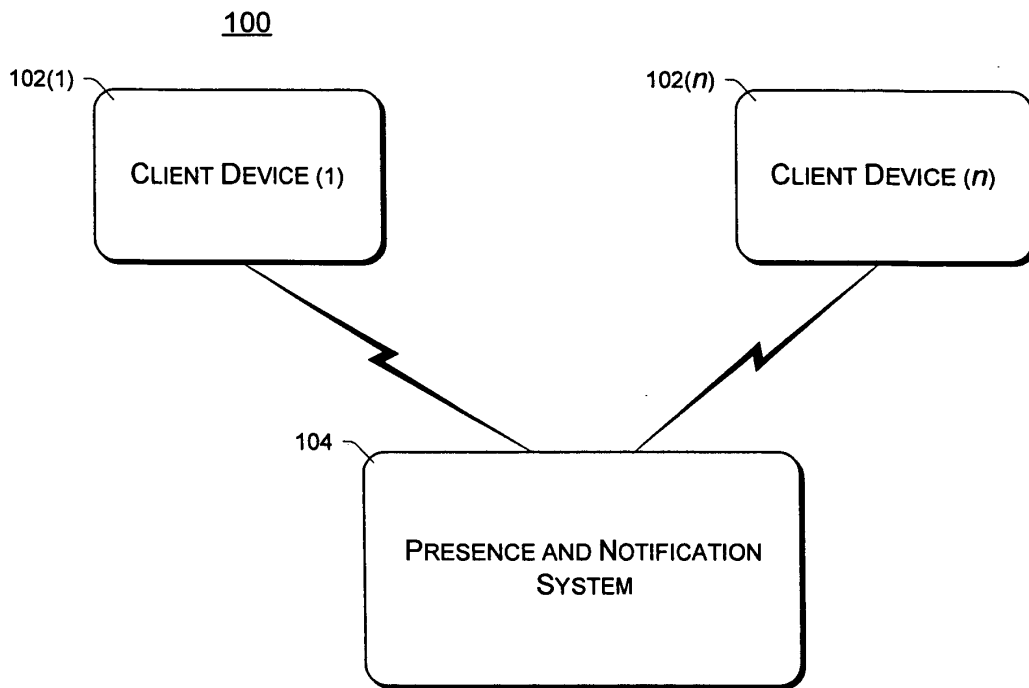 100
102(1)
102(n)
CLIENT DEVICE (1)
CLIENT DEVICE (n)
104
PRESENCE AND NOTIFICATION
SYSTEM